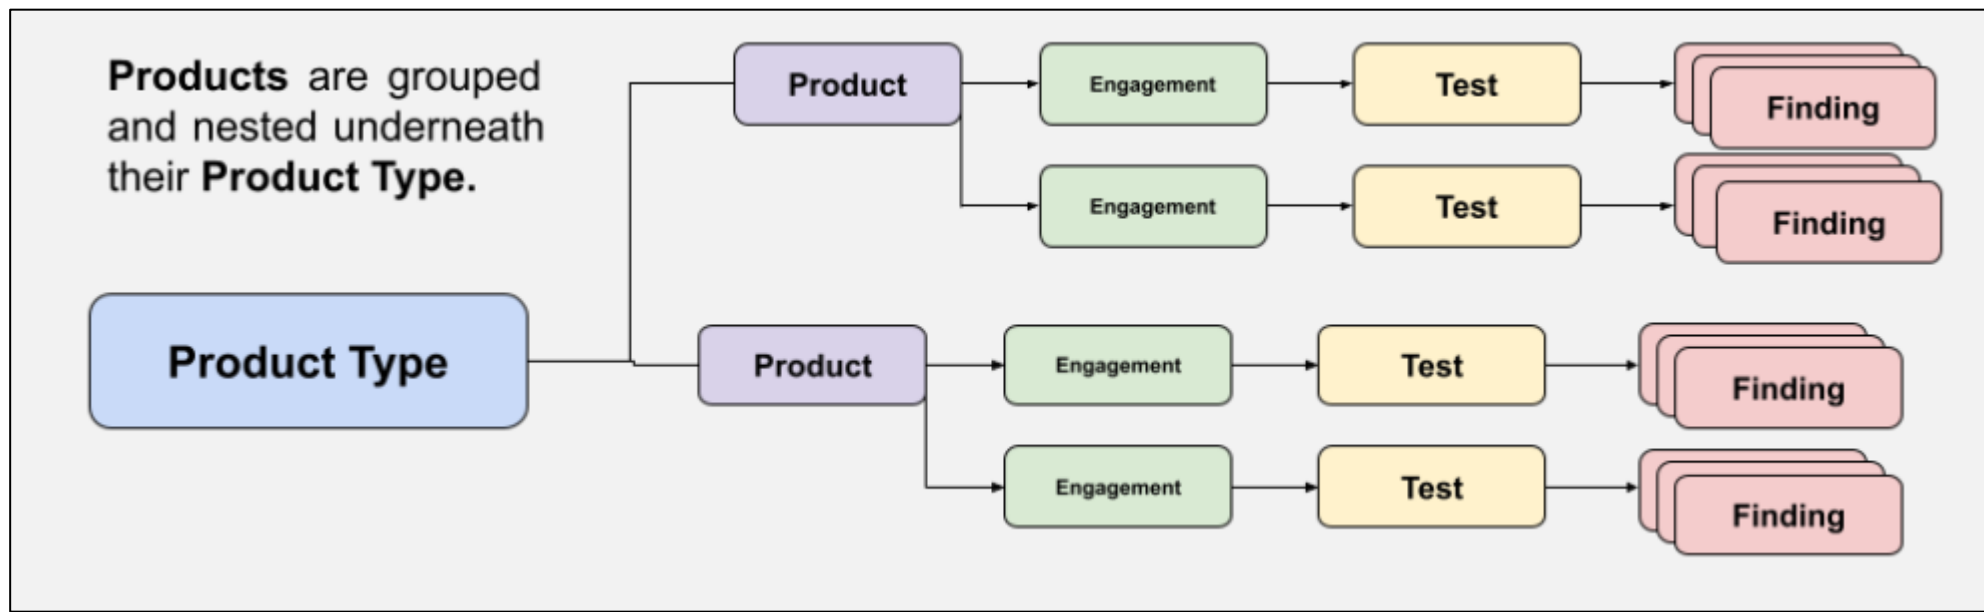 Products are grouped
and nested underneath
their Product Type.
Product Type
Product
Engagement
Test
Finding
Engagement
Test
Finding
Product
Engagement
Test
Finding
Engagement
Test
Finding